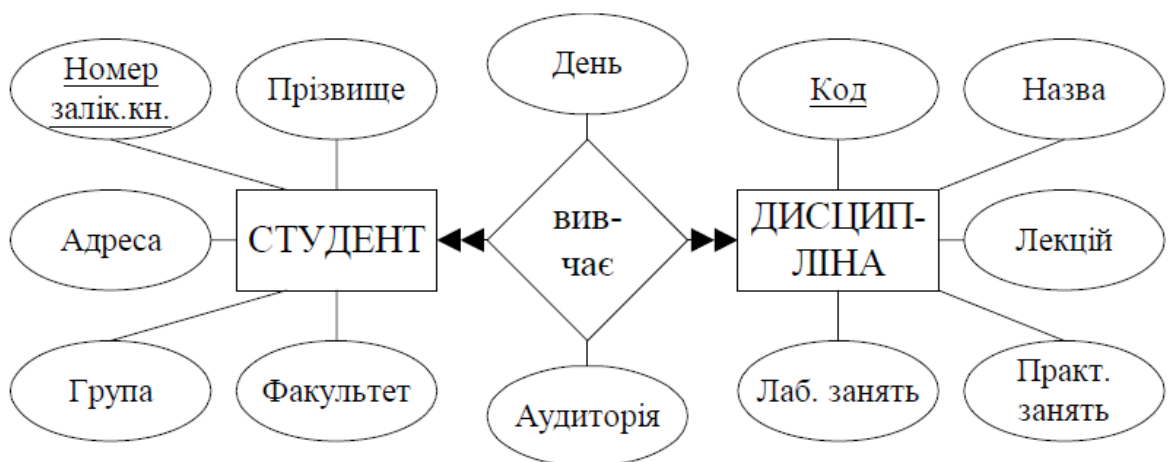 Номер
залік.кн.
Прізвище
День
Код
Назва
Адреса
СТУДЕНТ
вив-
чає
ДИСЦИП-
ЛІНА
Лекцій
Група
Факультет
Аудиторія
Лаб. занять
Практ.
занять